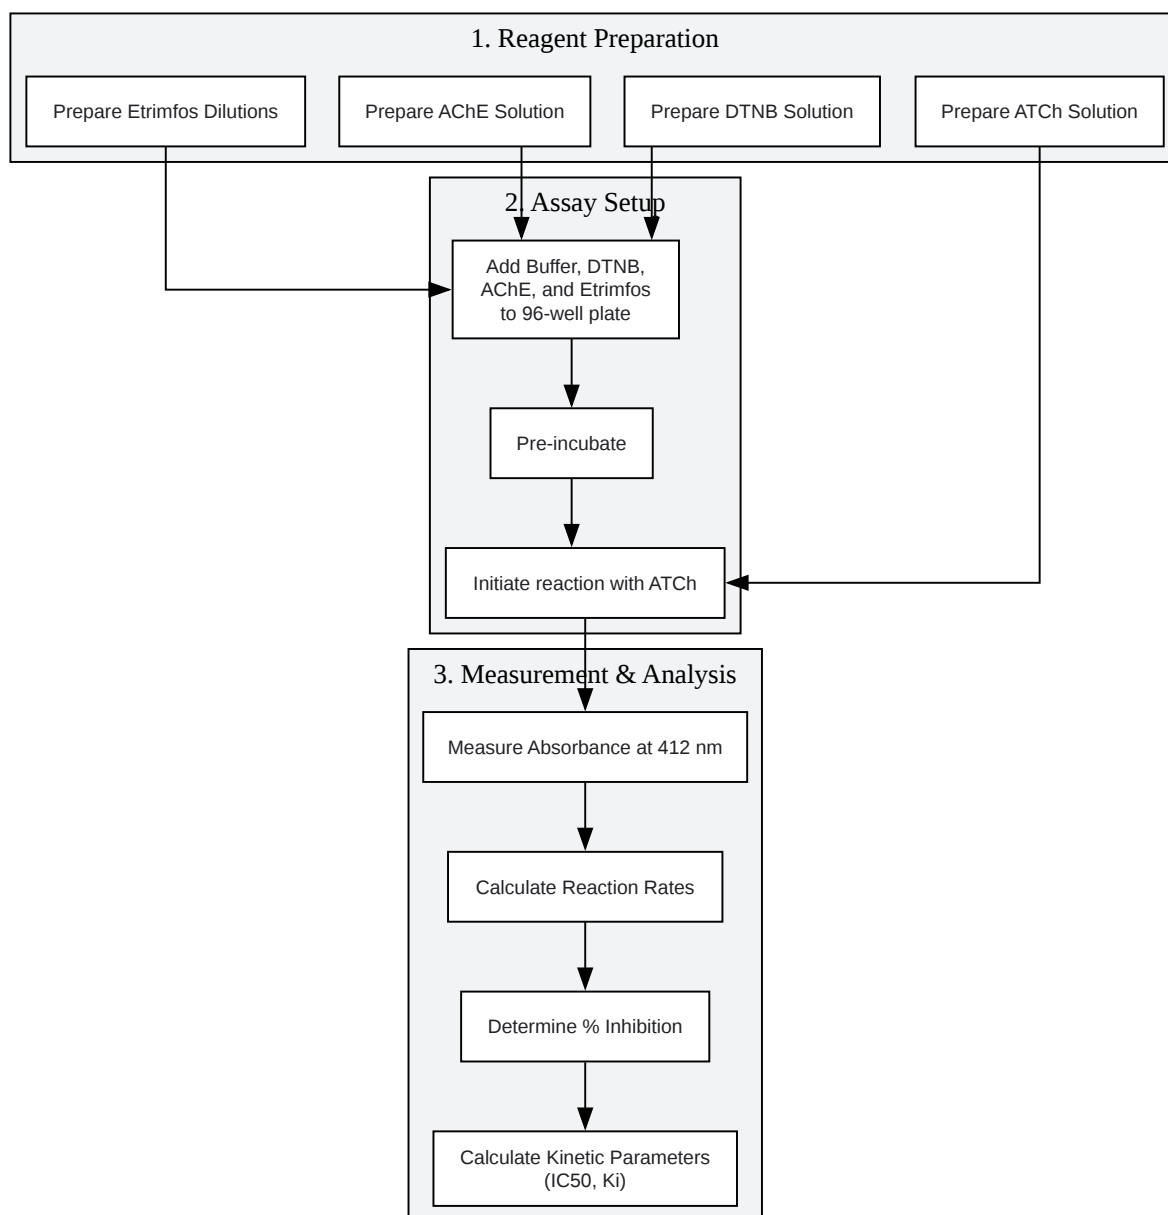 1. Reagent Preparation
Prepare Etrimfos Dilutions
Prepare AChE Solution
Prepare DTNB Solution
Prepare ATCh Solution
2. Assay Setup
Add Buffer, DTNB,
AChE, and Etrimfos
to 96-well plate
Pre-incubate
Initiate reaction with ATCh
3. Measurement & Analysis
Measure Absorbance at 412 nm
Calculate Reaction Rates
Determine % Inhibition
Calculate Kinetic Parameters
(IC50, Ki)